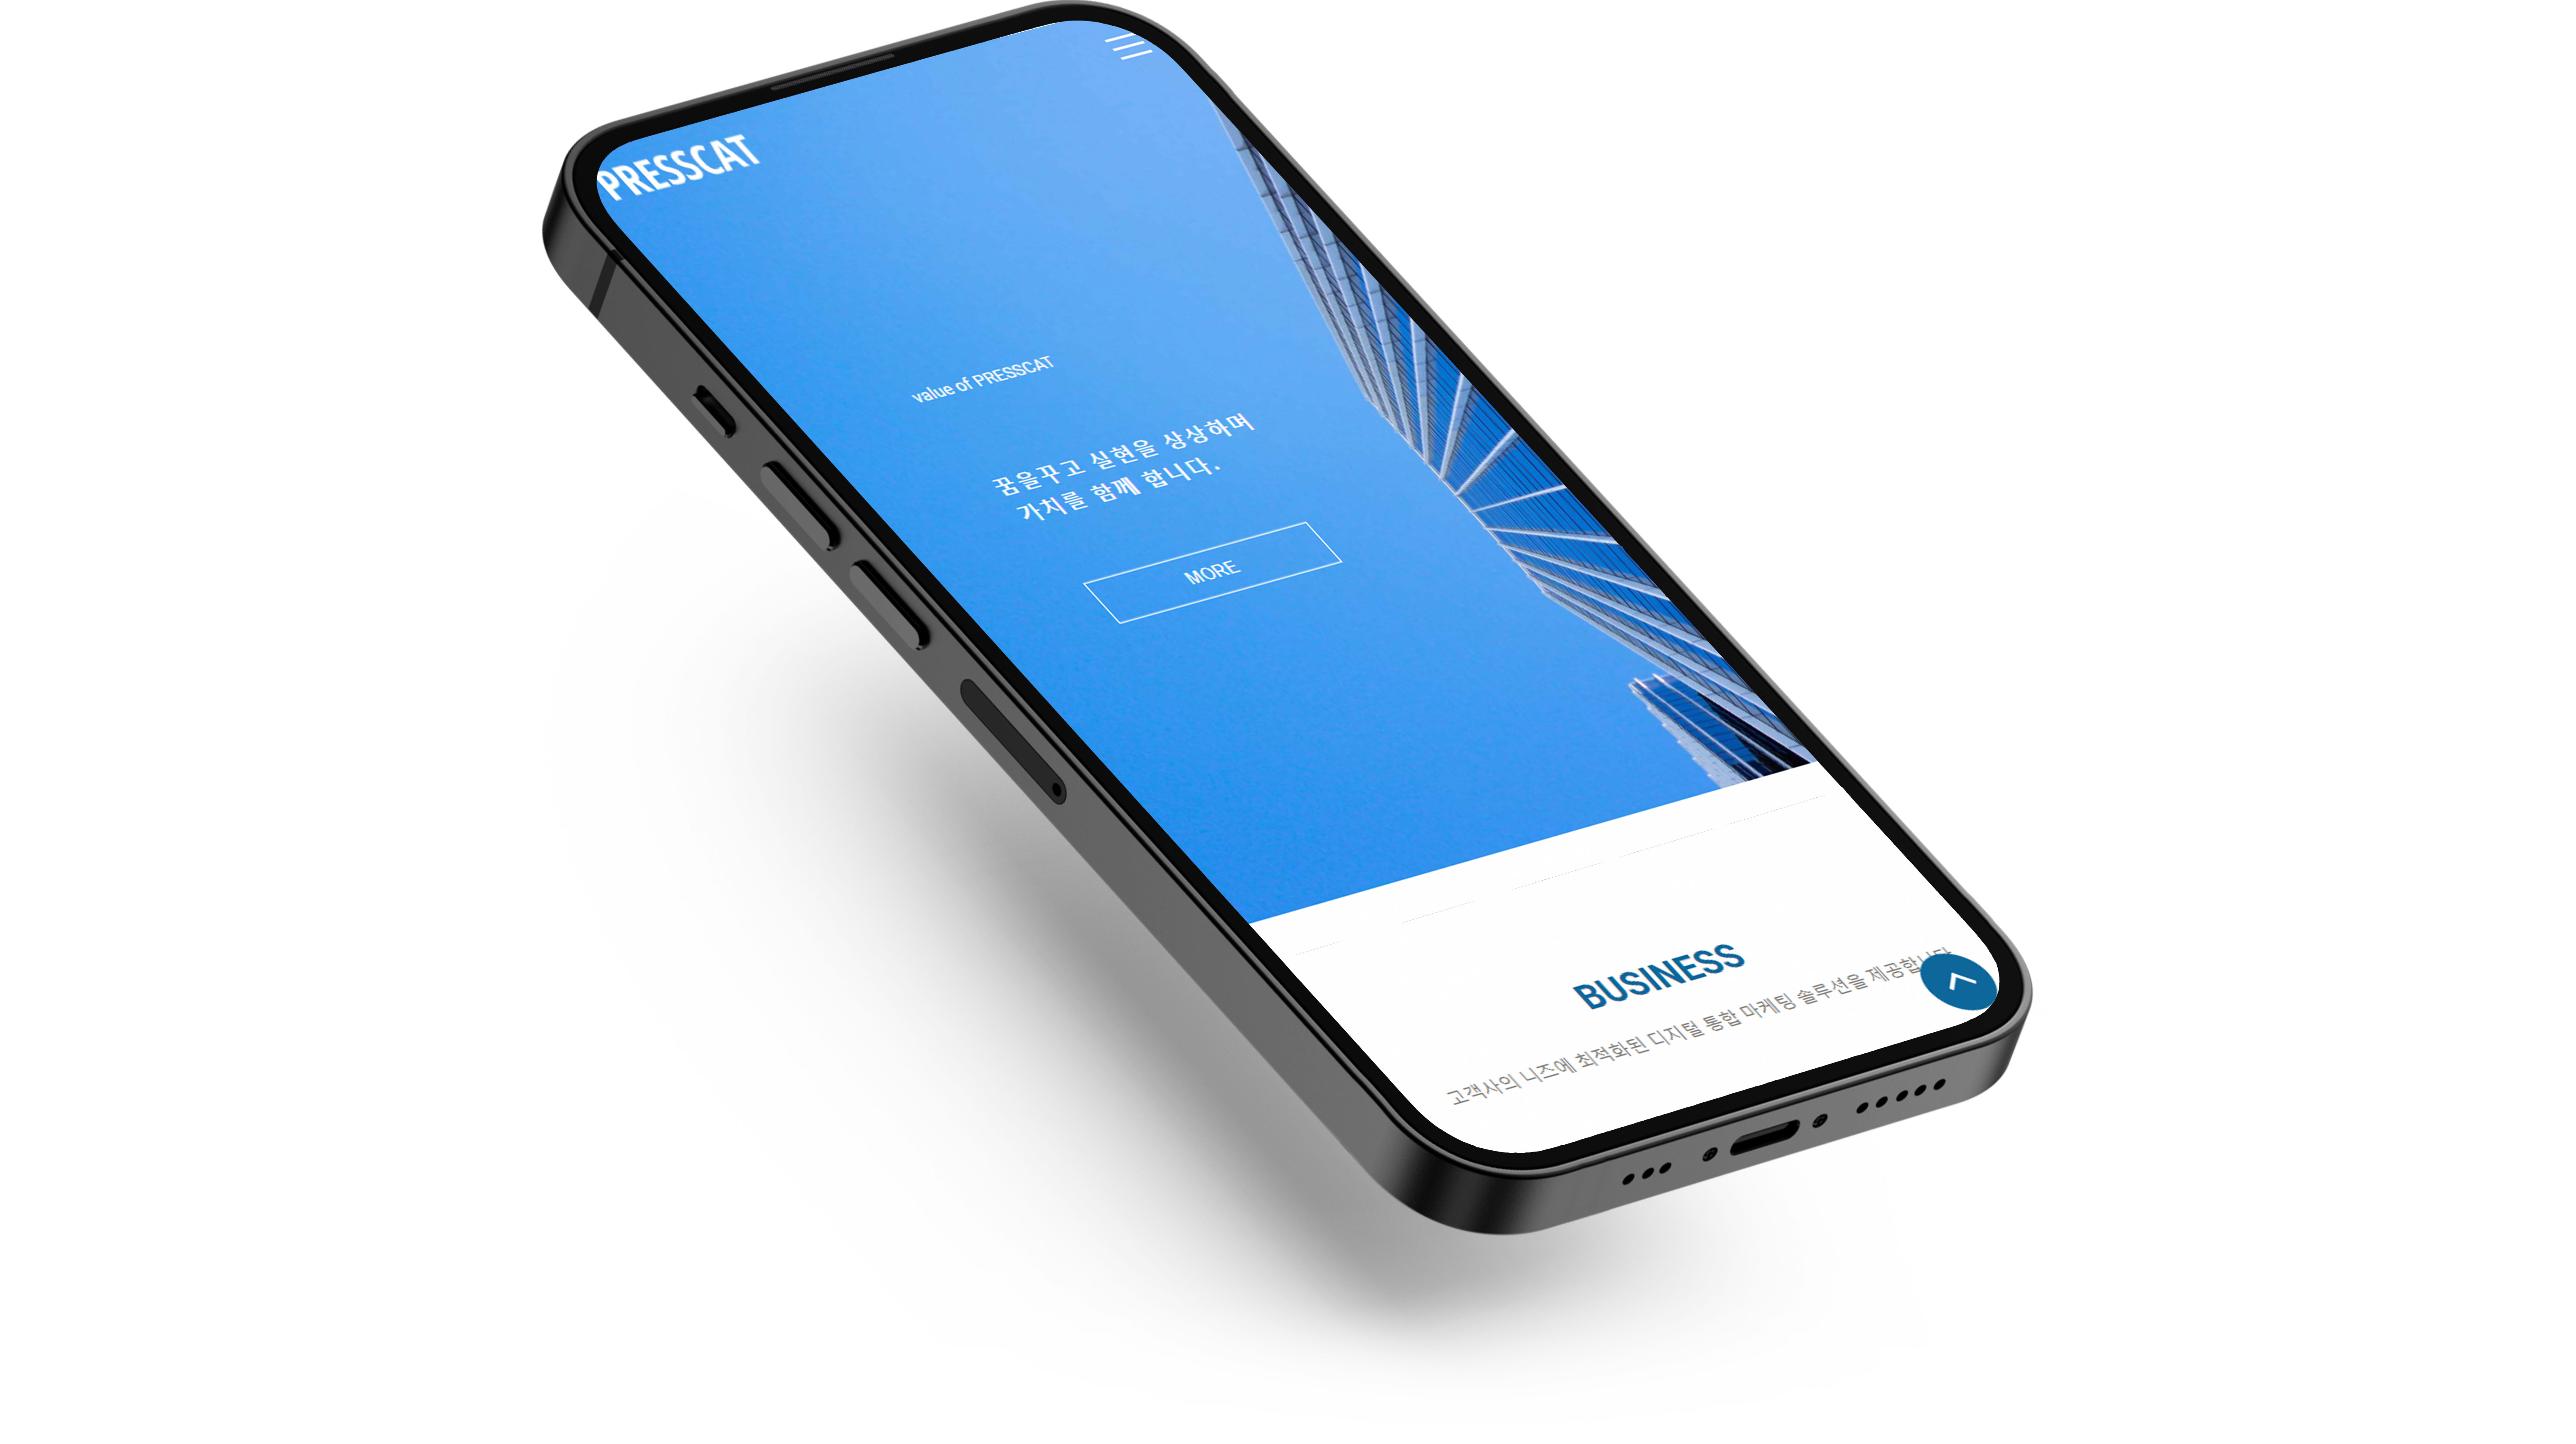 PRESSCAT
value of PRESSCAT
꿈을꾸고 실현을 상상하며
가치를 함께 합니다.
MORE
BUSINESS
고객사의 니즈에 최적화된 디지털 통합 마케팅 솔루션을 제공합니다